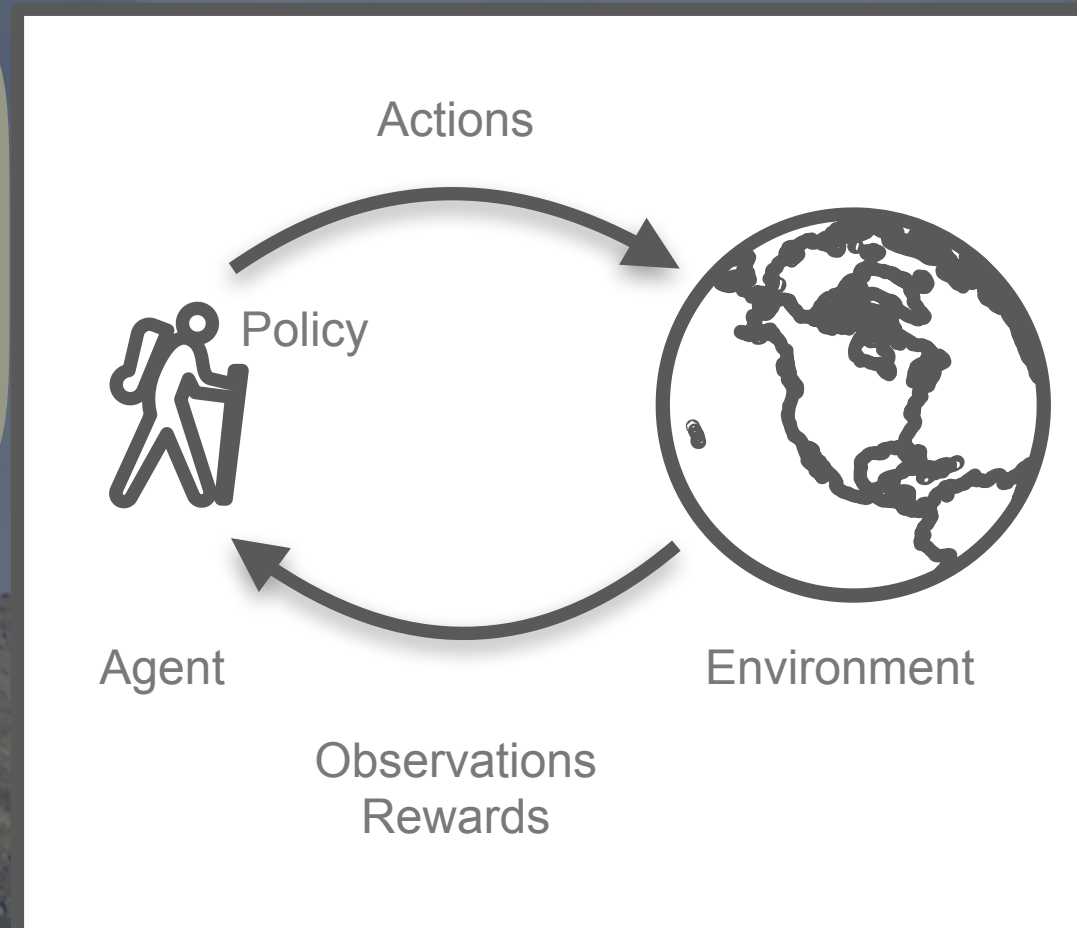 Actions
Policy
Agent
Environment
Observations
Rewards